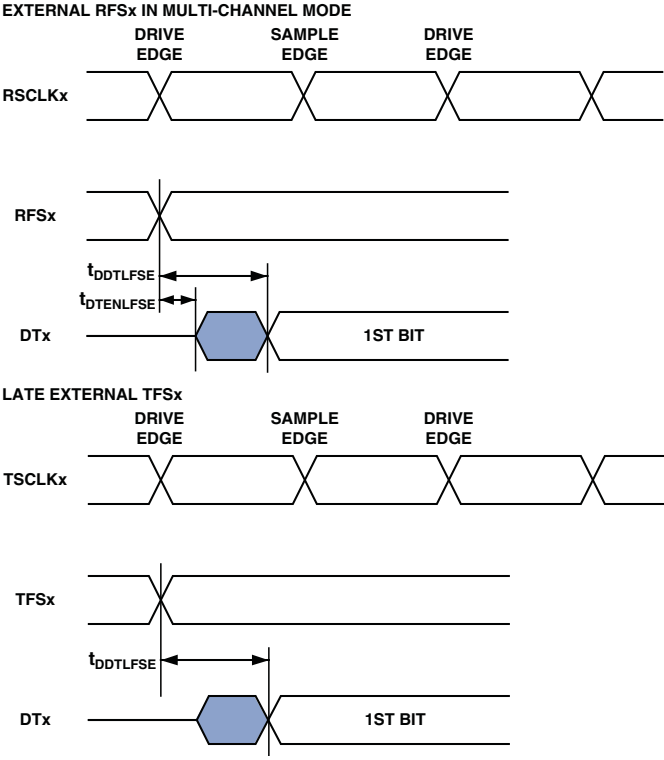 EXTERNAL RFSx IN MULTI-CHANNEL MODE
DRIVE EDGE
SAMPLE EDGE
DRIVE EDGE
RSCLKx
RFSx
tDDTLFSE
tDTENLFSE
DTx
1ST BIT
LATE EXTERNAL TFSx
DRIVE EDGE
SAMPLE EDGE
DRIVE EDGE
TSCLKx
TFSx
tDDTLFSE
DTx
1ST BIT